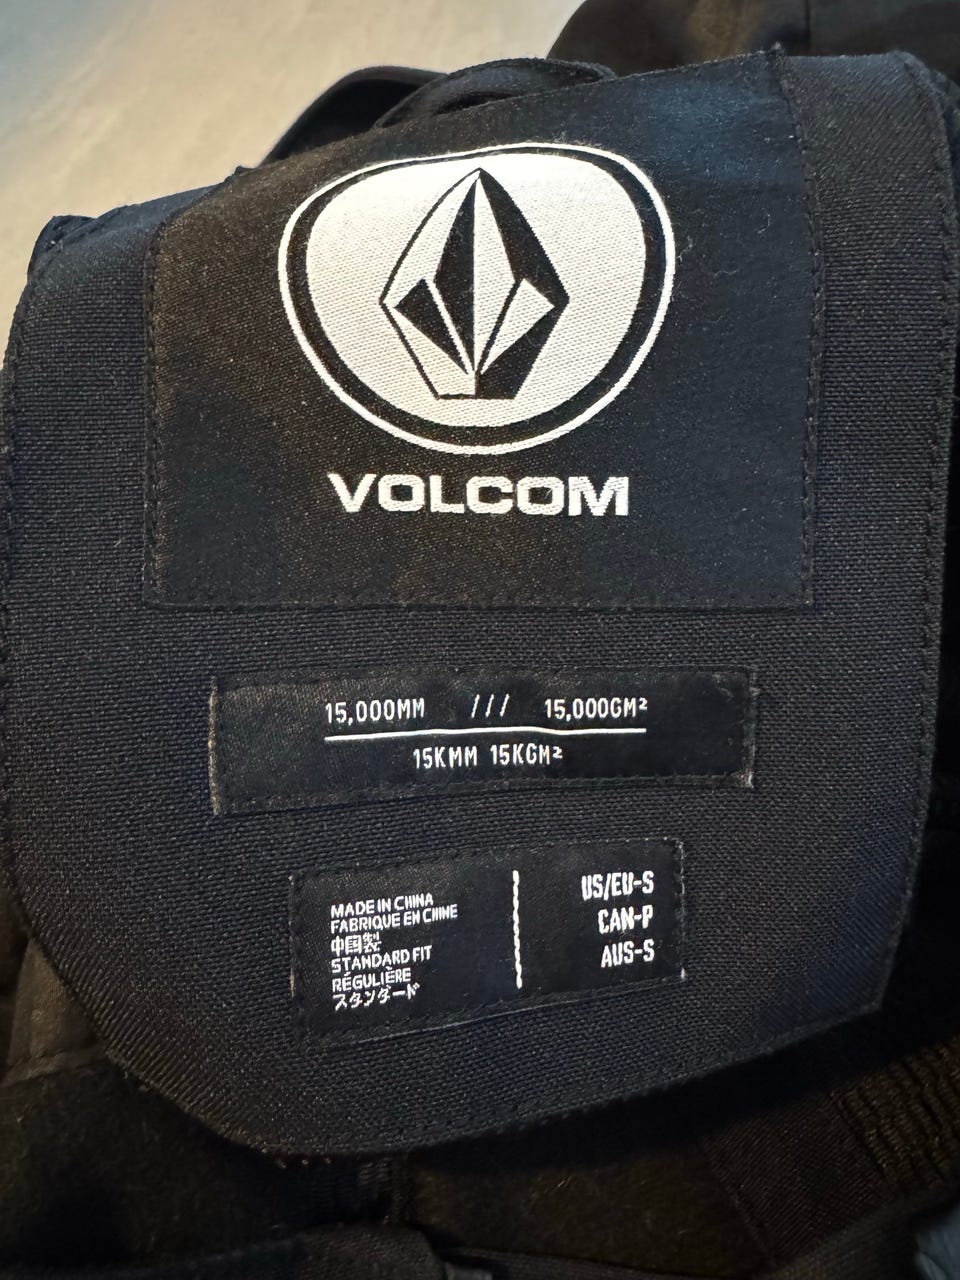 VOLCOM
15,000MM /// 15,000GM²
15KMM 15KGM²
MADE IN CHINA
FABRIQUE EN CHINE
中国製
STANDARD FIT
RÉGULIÈRE
スタンダード
US/EU-S
CAN-P
AUS-S